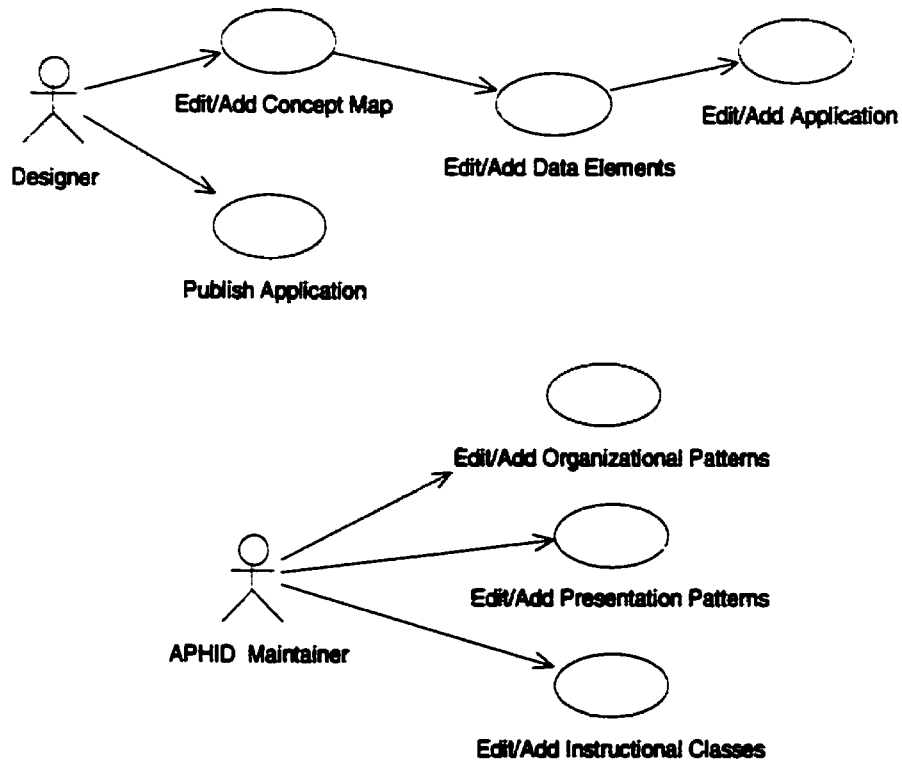 Edit/Add Concept Map
Edit/Add Application
Edit/Add Data Elements
Designer
Publish Application
Edit/Add Organizational Patterns
Edit/Add Presentation Patterns
APHID Maintainer
Edit/Add Instructional Classes